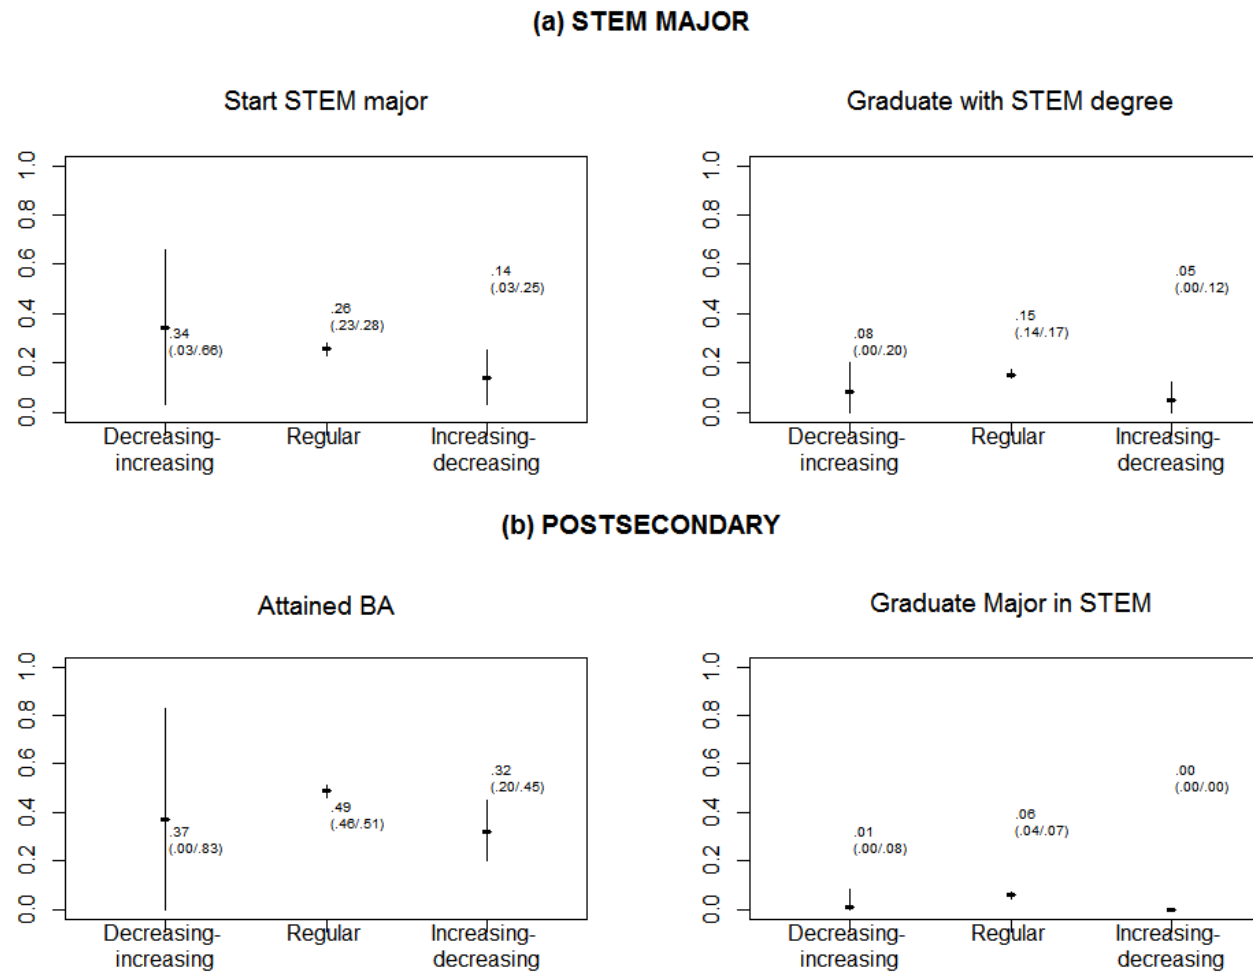 (a) STEM MAJOR
Start STEM major
1.0
0.8
0.6
0.4
0.2
0.0
.34
(.03/.66)
.26
(.23/.28)
.14
(.03/.25)
Decreasing-
increasing
Regular
Increasing-
decreasing
Graduate with STEM degree
1.0
0.8
0.6
0.4
0.2
0.0
.08
(.00/.20)
.15
(.14/.17)
.05
(.00/.12)
Decreasing-
increasing
Regular
Increasing-
decreasing
(b) POSTSECONDARY
Attained BA
1.0
0.8
0.6
0.4
0.2
0.0
.37
(.00/.83)
.49
(.46/.51)
.32
(.20/.45)
Decreasing-
increasing
Regular
Increasing-
decreasing
Graduate Major in STEM
1.0
0.8
0.6
0.4
0.2
0.0
.01
(.00/.08)
.06
(.04/.07)
.00
(.00/.00)
Decreasing-
increasing
Regular
Increasing-
decreasing